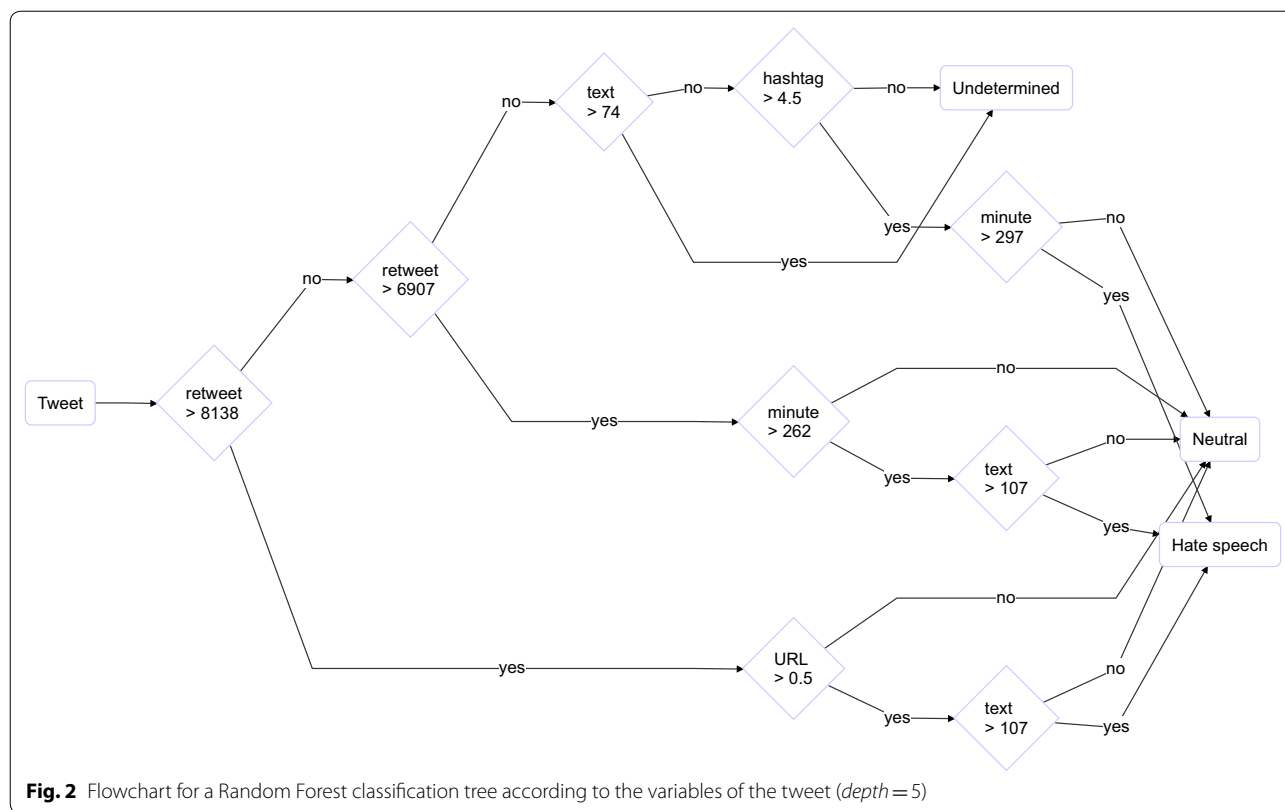 Tweet
retweet
> 8138
no
yes
retweet
> 6907
no
yes
text
> 74
no
yes
hashtag
> 4.5
no
yes
Undetermined
minute
> 297
no
yes
minute
> 262
no
yes
text
> 107
no
yes
URL
> 0.5
no
yes
text
> 107
no
yes
Neutral
Hate speech
Fig. 2 Flowchart for a Random Forest classification tree according to the variables of the tweet (depth = 5)